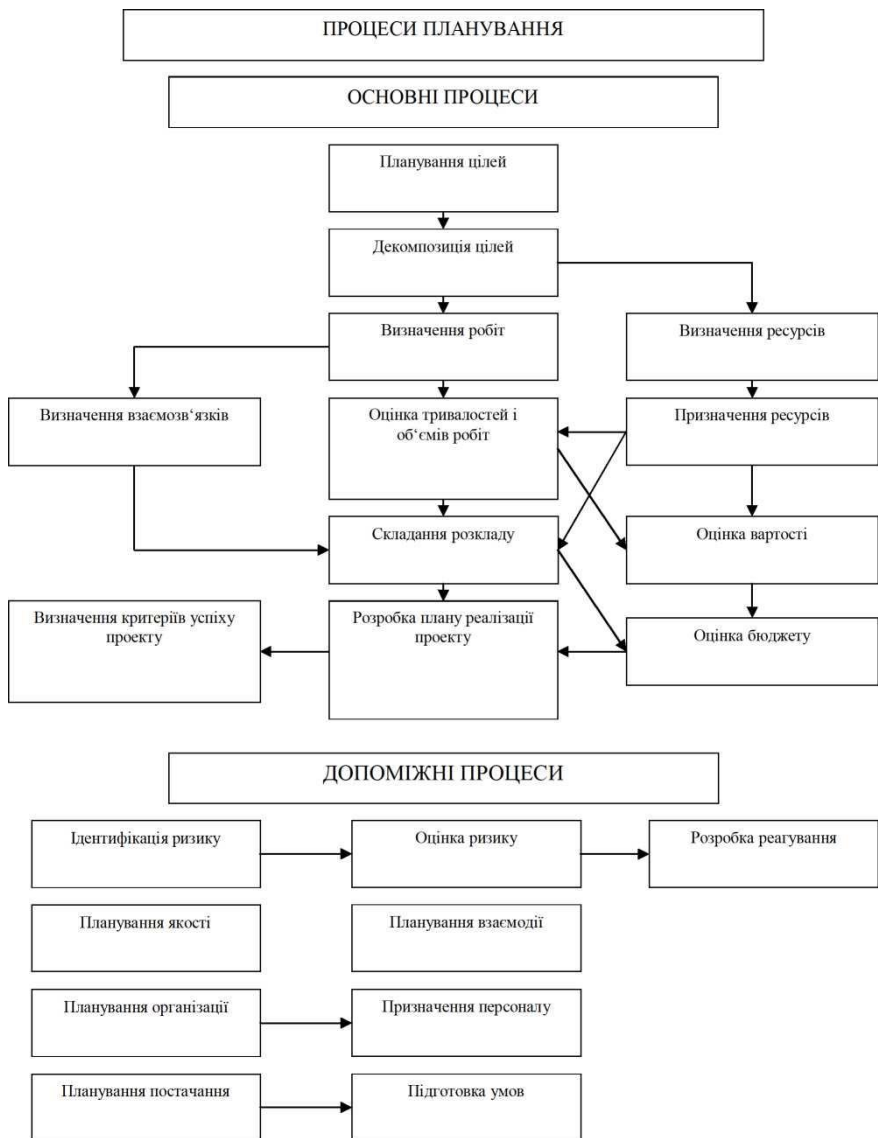 ПРОЦЕСИ ПЛАНУВАННЯ
ОСНОВНІ ПРОЦЕСИ
Планування цілей
Декомпозиція цілей
Визначення робіт
Визначення ресурсів
Визначення взаємозв‘язків
Оцінка тривалостей і
об‘ємів робіт
Призначення ресурсів
Складання розкладу
Оцінка вартості
Визначення критеріїв успіху
проекту
Розробка плану реалізації
проекту
Оцінка бюджету
ДОПОМІЖНІ ПРОЦЕСИ
Ідентифікація ризику
Оцінка ризику
Розробка реагування
Планування якості
Планування взаємодії
Планування організації
Призначення персоналу
Планування постачання
Підготовка умов